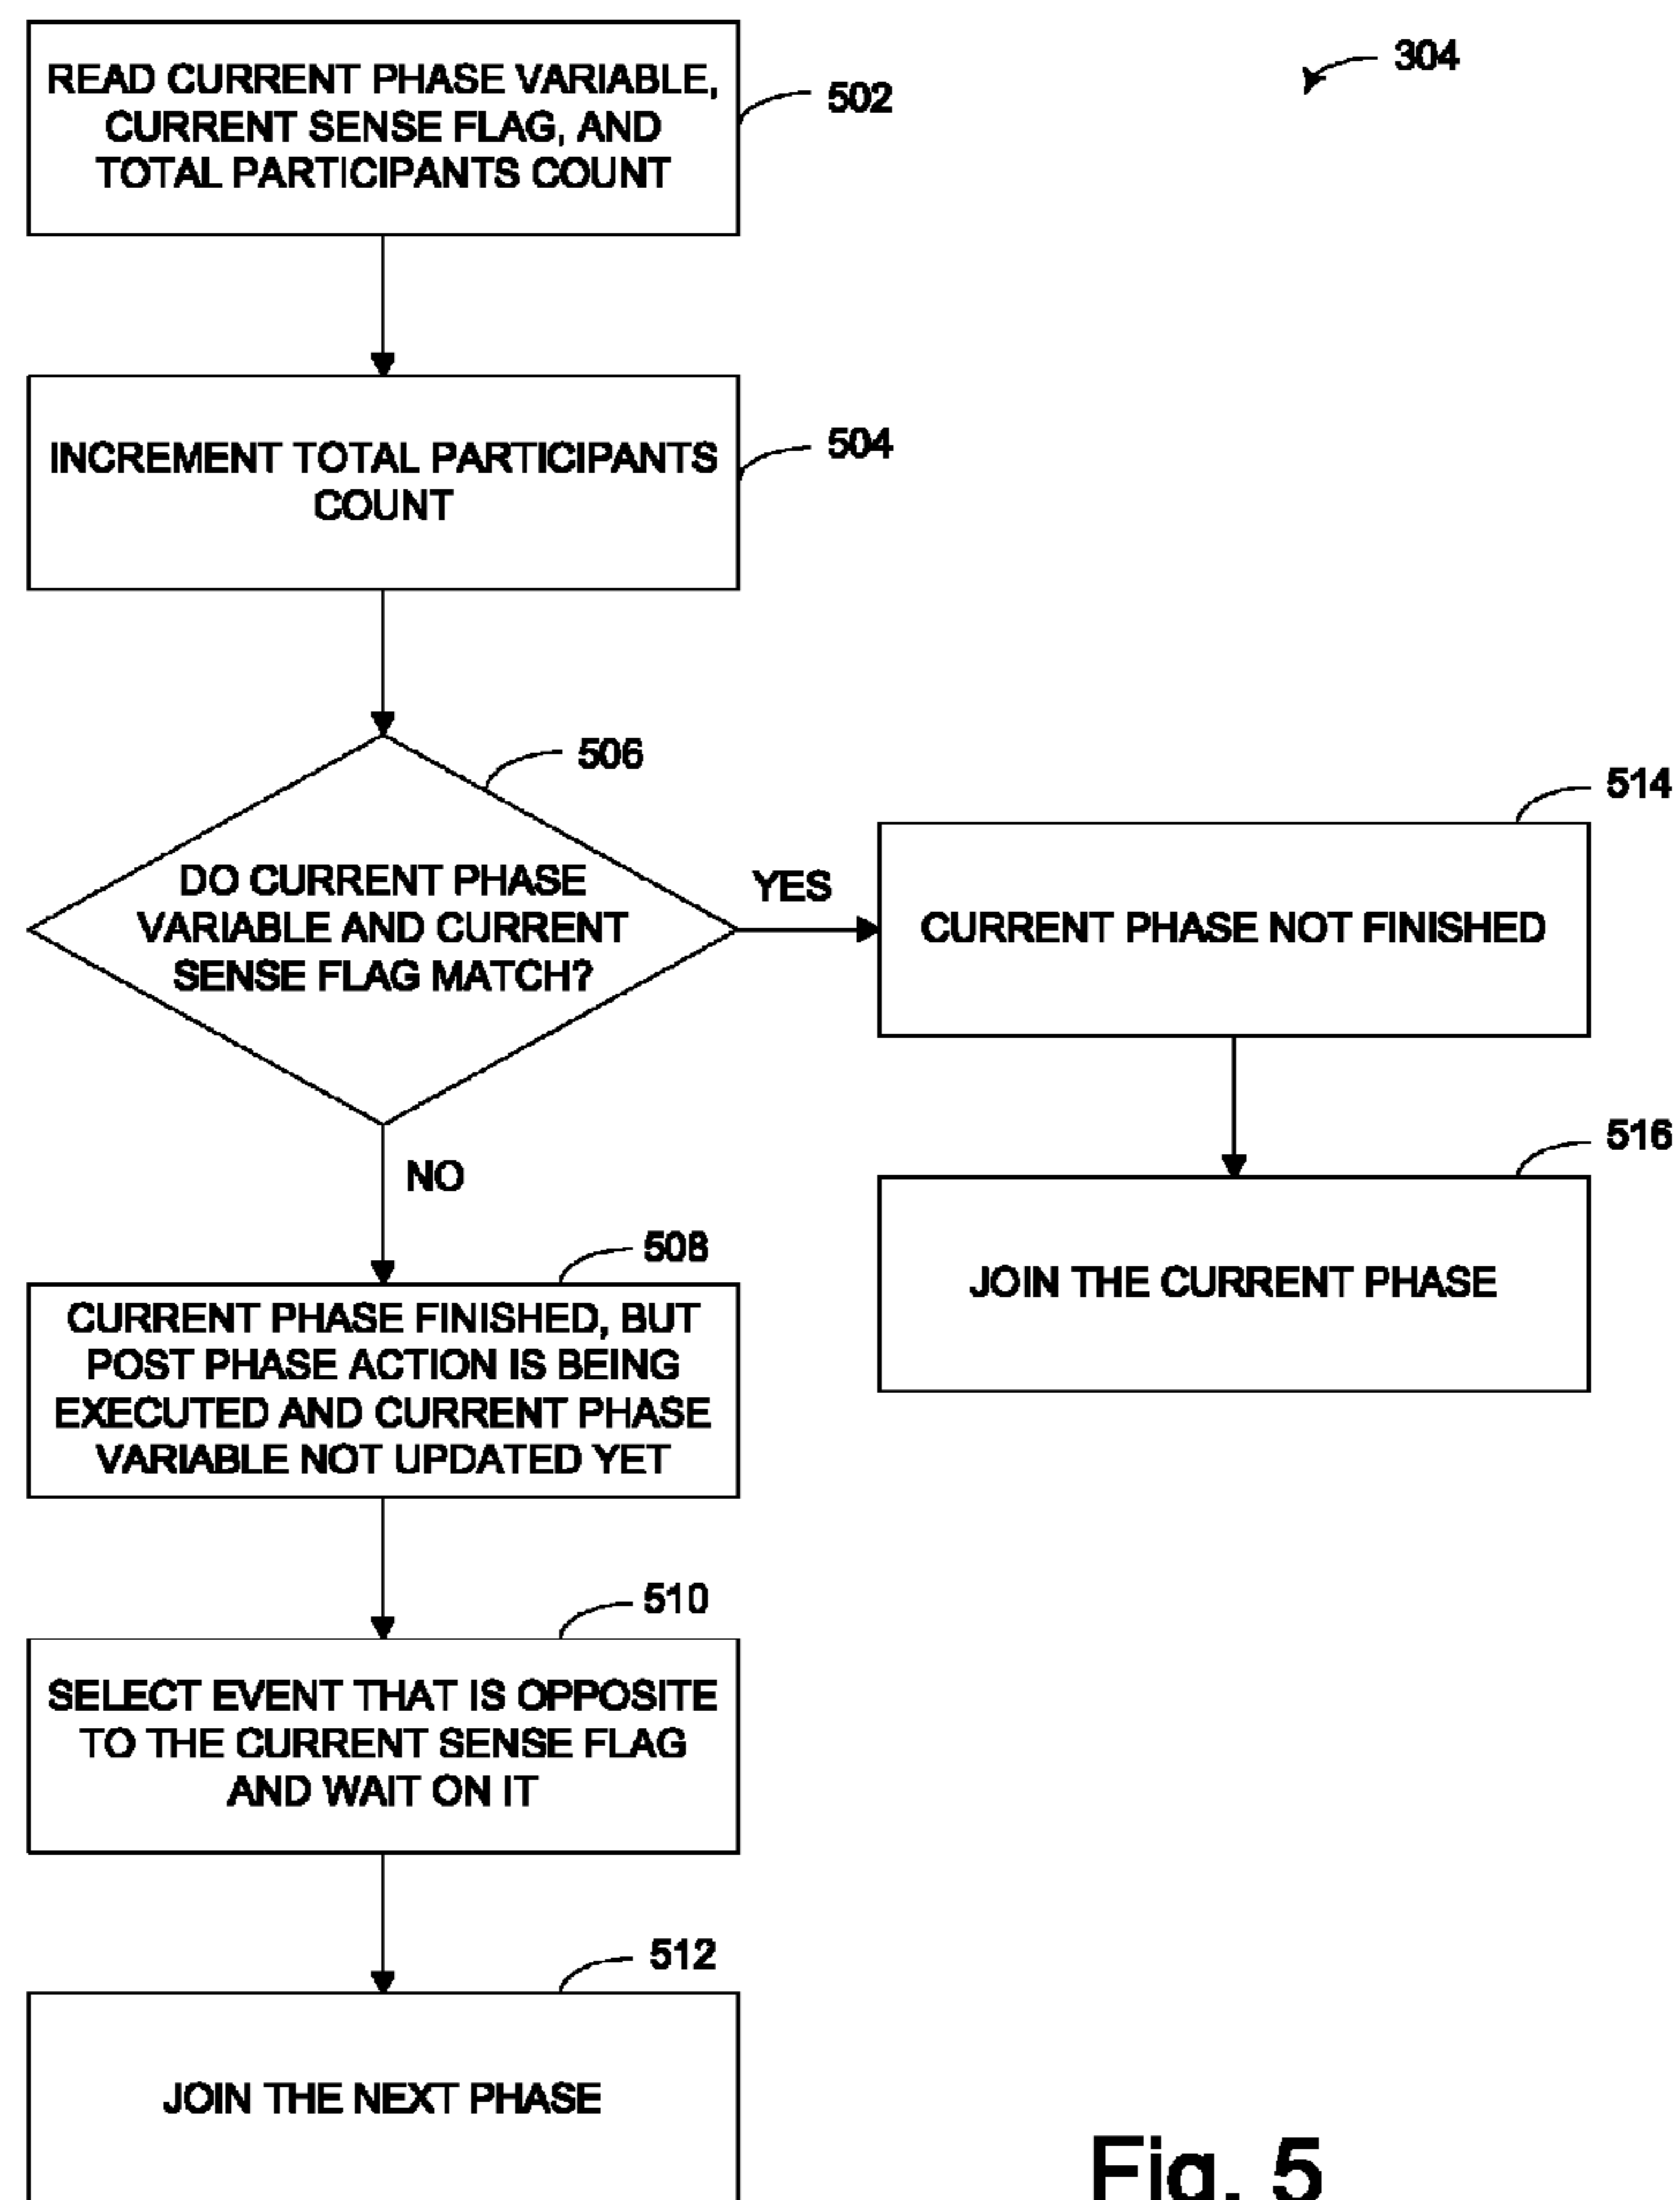 READ CURRENT PHASE VARIABLE,
CURRENT SENSE FLAG, AND
TOTAL PARTICIPANTS COUNT
502
304
INCREMENT TOTAL PARTICIPANTS
COUNT
504
506
DO CURRENT PHASE
VARIABLE AND CURRENT
SENSE FLAG MATCH?
YES
514
CURRENT PHASE NOT FINISHED
516
JOIN THE CURRENT PHASE
NO
508
CURRENT PHASE FINISHED, BUT
POST PHASE ACTION IS BEING
EXECUTED AND CURRENT PHASE
VARIABLE NOT UPDATED YET
510
SELECT EVENT THAT IS OPPOSITE
TO THE CURRENT SENSE FLAG
AND WAIT ON IT
512
JOIN THE NEXT PHASE
Fig. 5